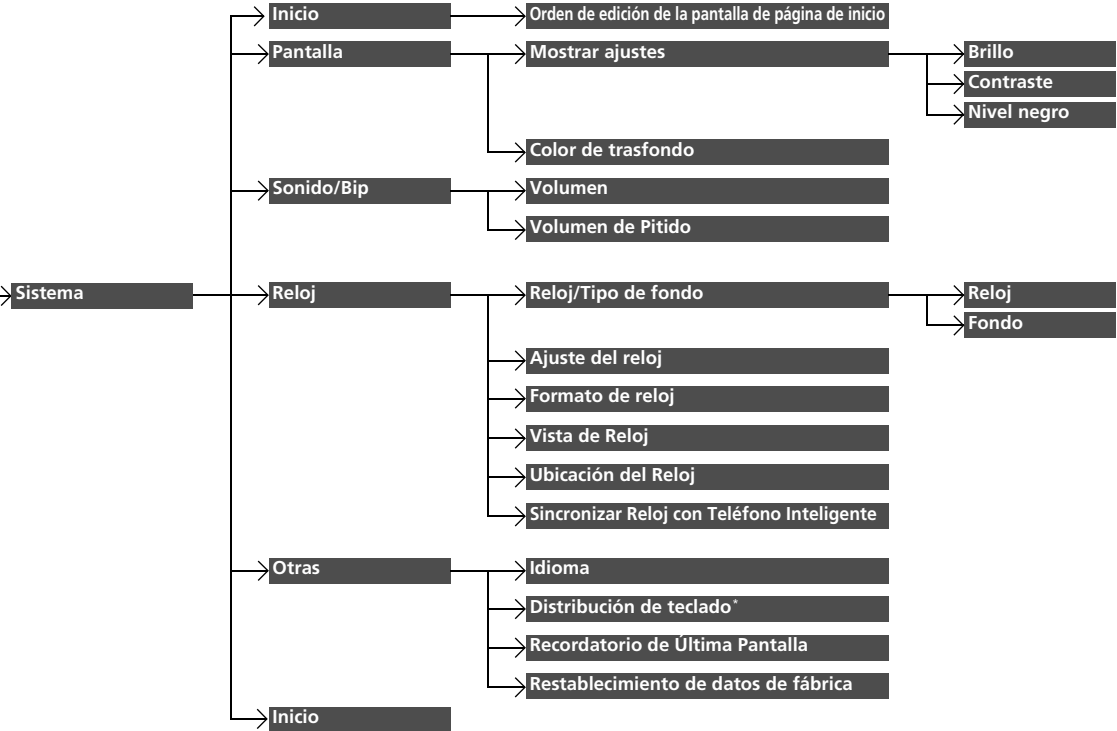 Inicio
Orden de edición de la pantalla de página de inicio
Pantalla
Mostrar ajustes
Brillo
Contraste
Nivel negro
Color de trasfondo
Sonido/Bip
Volumen
Volumen de Pitido
Sistema
Reloj
Reloj/Tipo de fondo
Reloj
Fondo
Ajuste del reloj
Formato de reloj
Vista de Reloj
Ubicación del Reloj
Sincronizar Reloj con Teléfono Inteligente
Otras
Idioma
Distribución de teclado*
Recordatorio de Última Pantalla
Restablecimiento de datos de fábrica
Inicio